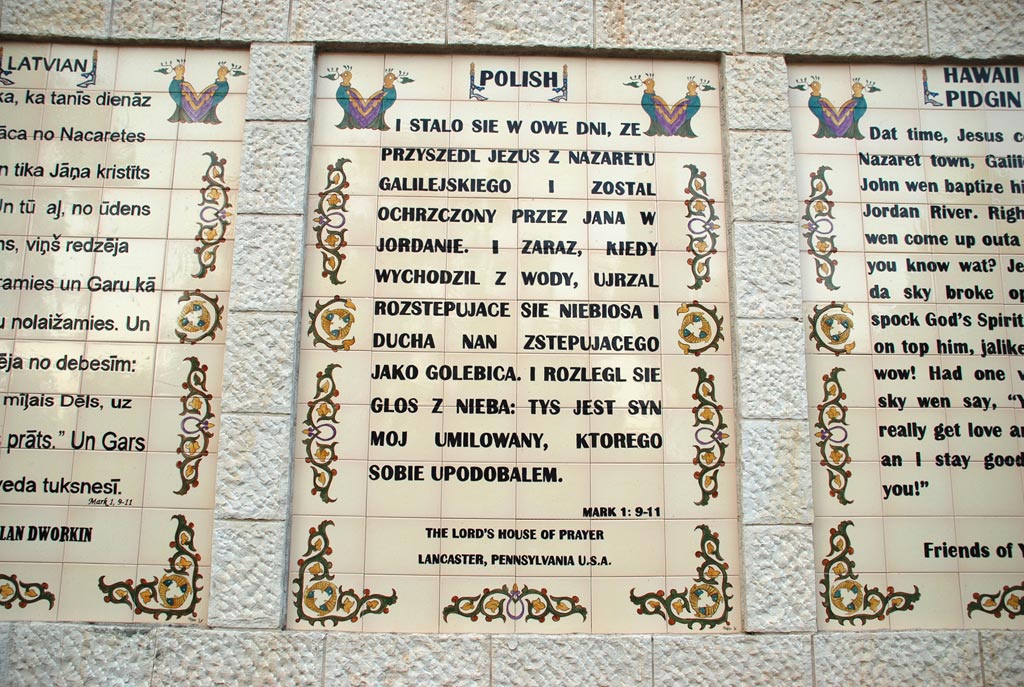 LATVIAN
ka, ka tanīs dienāz
āca no Nacaretes
n tika Jāņa kristīts
Un tū aļ, no ūdens
ns, viņš redzēja
ramies un Garu kā
u nolaižamies. Un
ēja no debesīm:
mīļais Dēls, uz
prāts." Un Gars
veda tuksnesī.
Mark 1, 9-11
LAN DWORKIN
POLISH
I STALO SIE W OWE DNI, ZE
PRZYSZEDL JEZUS Z NAZARETU
GALILEJSKIEGO I ZOSTAL
OCHRZCZONY PRZEZ JANA W
JORDANIE. I ZARAZ, KIEDY
WYCHODZIL Z WODY, UJRZAL
ROZSTEPUJACE SIE NIEBIOSA I
DUCHA NAN ZSTEPUJACEGO
JAKO GOLEBICA. I ROZLEGL SIE
GLOS Z NIEBA: TYS JEST SYN
MOJ UMILOWANY, KTOREGO
SOBIE UPODOBALEM.
MARK 1: 9-11
THE LORD'S HOUSE OF PRAYER
LANCASTER, PENNSYLVANIA U.S.A.
HAWAII
PIDGIN
Dat time, Jesus c
Nazaret town, Galile
John wen baptize hi
Jordan River. Righ
wen come up outa
you know wat? Je
da sky broke op
spock God's Spirit
on top him, jalike
wow! Had one v
sky wen say, "Y
really get love a
an I stay good
you!"
Friends of Y